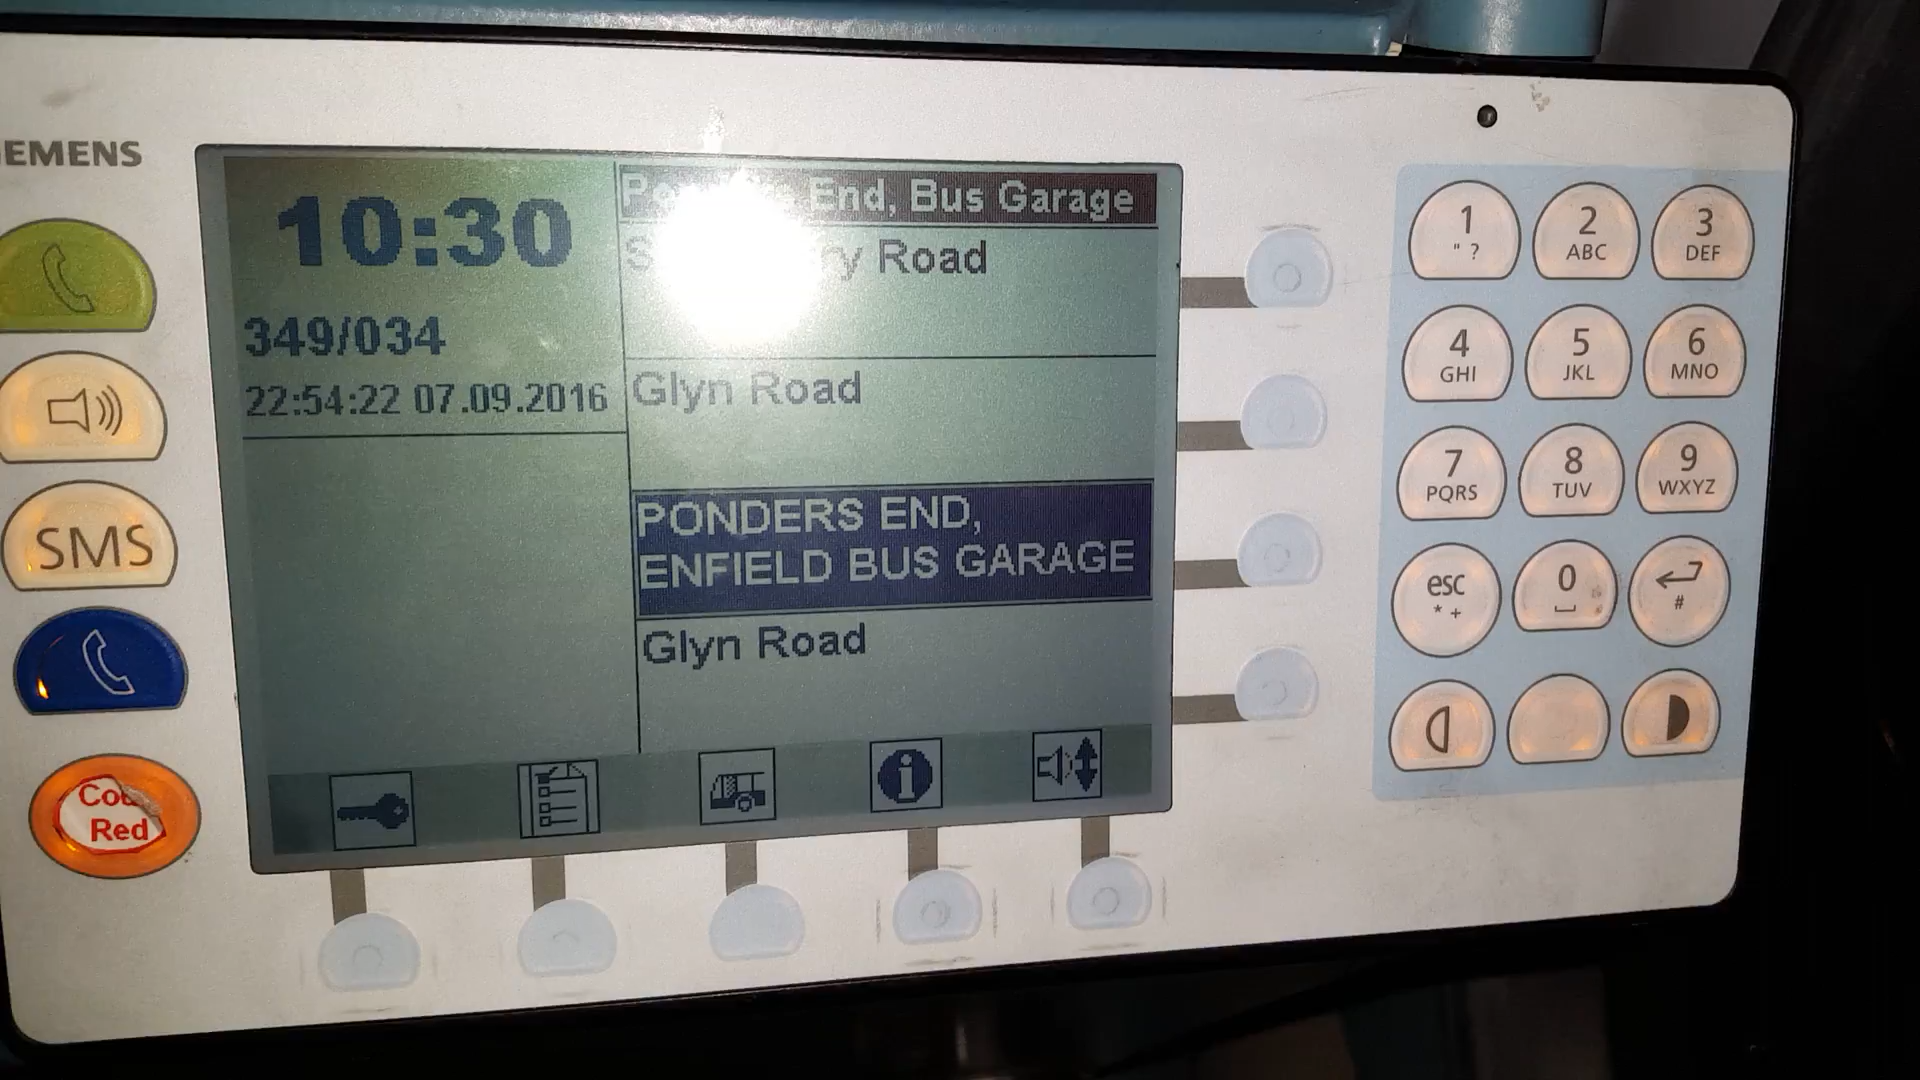 EMENS
10:30
349/034
22:54:22 07.09.2016
End, Bus Garage
Road
Glyn Road
PONDERS END,
ENFIELD BUS GARAGE
Glyn Road
SMS
Red
1
" ?
2
ABC
3
DEF
4
GHI
5
JKL
6
MNO
7
PQRS
8
TUV
9
WXYZ
esc
* +
0
#